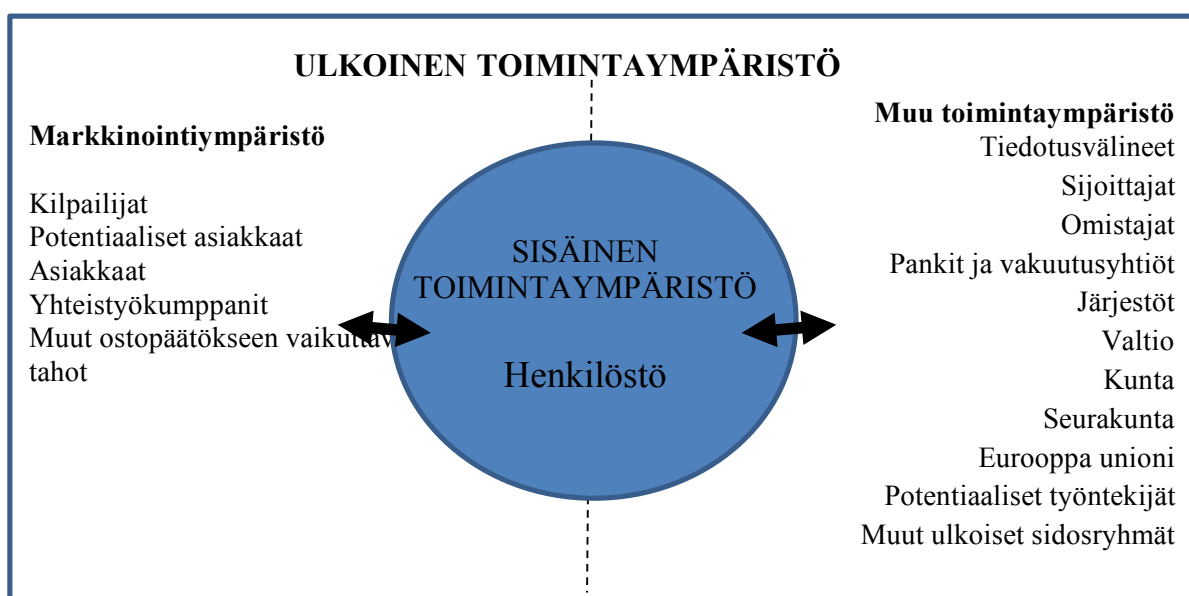 ULKOINEN TOIMINTAYMPÄRISTÖ
Markkinointiympäristö
Kilpailijat
Potentiaaliset asiakkaat
Asiakkaat
Yhteistyökumppanit
Muut ostopäätökseen vaikuttav
tahot
SISÄINEN
TOIMINTAYMPÄRISTÖ
Henkilöstö
Muu toimintaympäristö
Tiedotusvälineet
Sijoittajat
Omistajat
Pankit ja vakuutusyhtiöt
Järjestöt
Valtio
Kunta
Seurakunta
Eurooppa unioni
Potentiaaliset työntekijät
Muut ulkoiset sidosryhmät